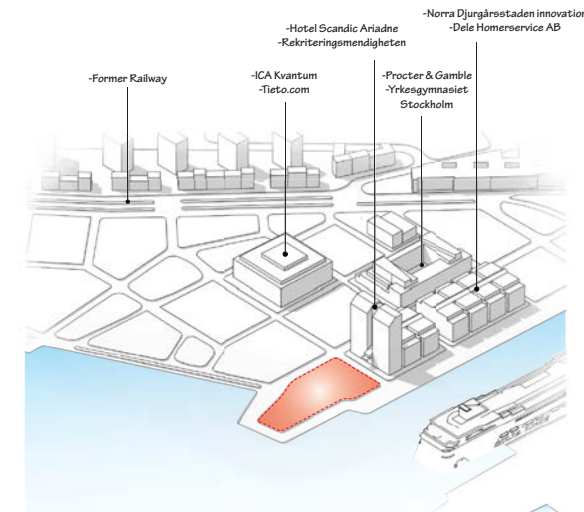 -Norra Djurgårsstaden innovation
-Dele Homerservice AB
-Hotel Scandic Ariadne
-Rekriteringsmendigheten
-Former Railway
-ICA Kvantum
-Tieto.com
-Procter & Gamble
-Yrkesgymnasiet
Stockholm